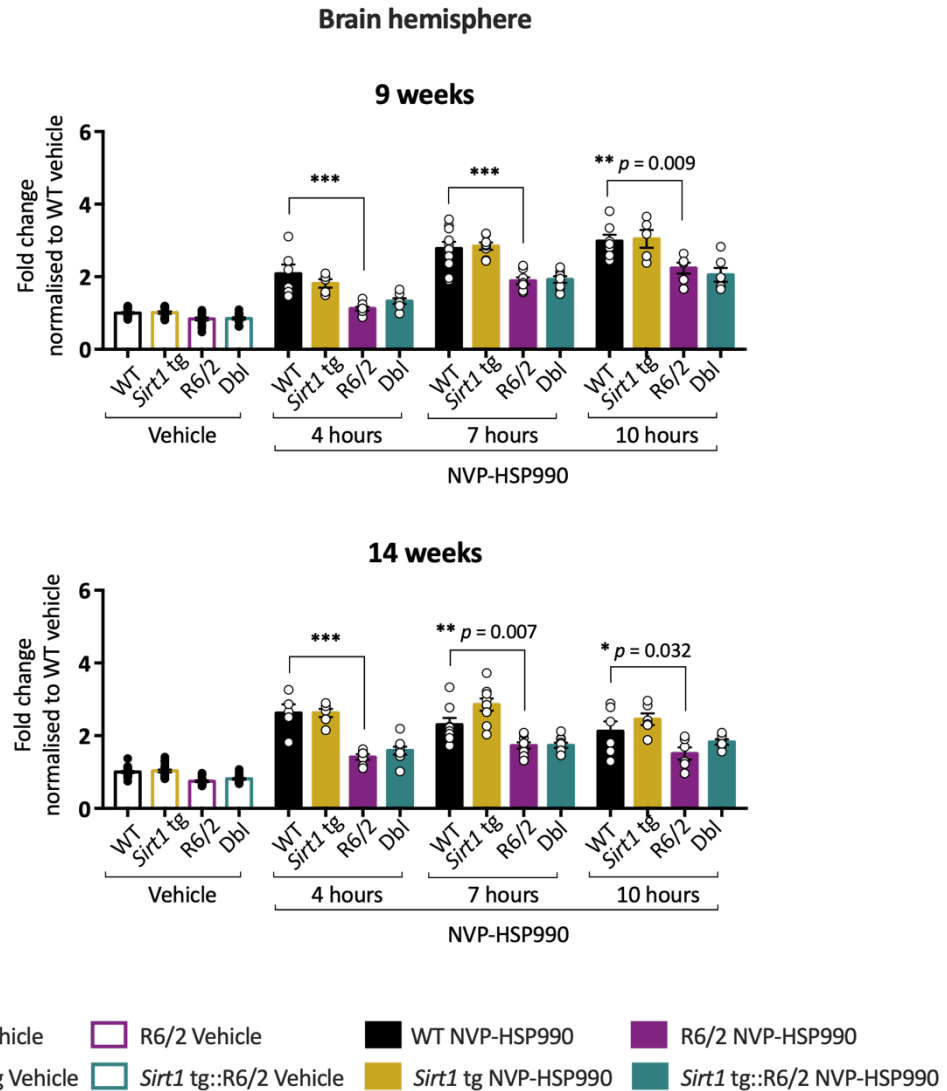 Brain hemisphere
9 weeks
Fold change
normalised to WT vehicle
6
4
2
0
*** *** ** p = 0.009
WT Sirt1 tg R6/2 Dbl WT Sirt1 tg R6/2 Dbl WT Sirt1 tg R6/2 Dbl WT Sirt1 tg R6/2 Dbl
Vehicle 4 hours 7 hours 10 hours
NVP-HSP990
14 weeks
Fold change
normalised to WT vehicle
6
4
2
0
*** ** p = 0.007 * p = 0.032
WT Sirt1 tg R6/2 Dbl WT Sirt1 tg R6/2 Dbl WT Sirt1 tg R6/2 Dbl WT Sirt1 tg R6/2 Dbl
Vehicle 4 hours 7 hours 10 hours
NVP-HSP990
R6/2 Vehicle WT NVP-HSP990 R6/2 NVP-HSP990
Vehicle Sirt1 tg::R6/2 Vehicle Sirt1 tg NVP-HSP990 Sirt1 tg::R6/2 NVP-HSP990